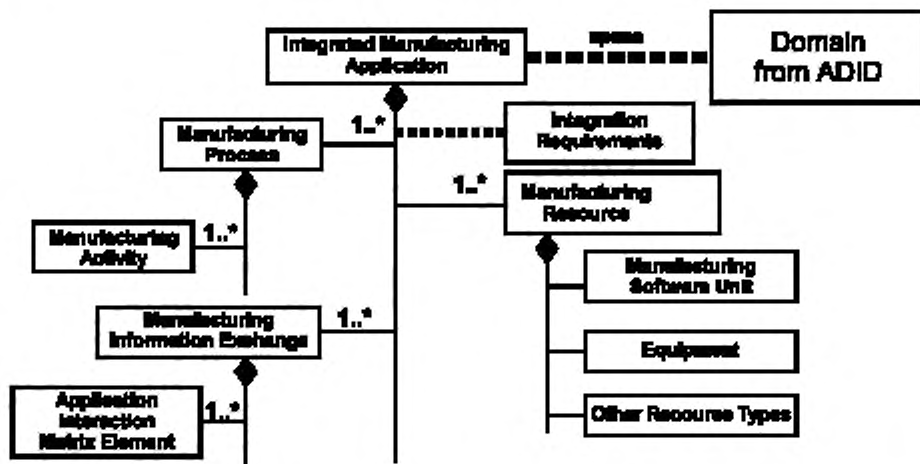 Integrated Manufacturing
Application
spans
Domain
from ADID
1..*
Manufacturing
Process
Integration
Requirements
1..*
Manufacturing
Resource
Manufacturing
Activity
1..*
Manufacturing
Software Unit
Manufacturing
Information Exchange
1..*
Equipment
Application
Interaction
Matrix Element
1..*
Other Resource Types